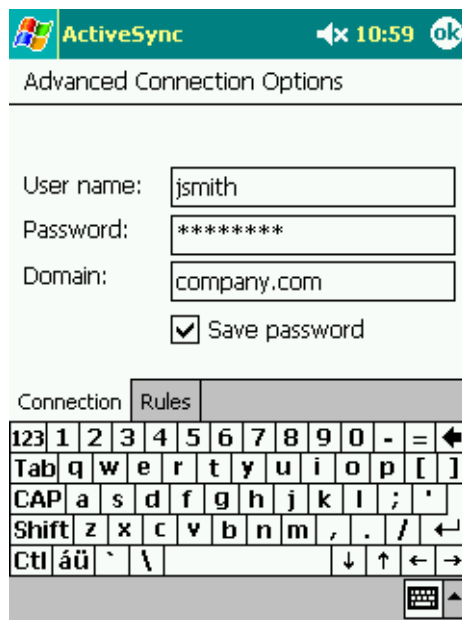 ActiveSync 10:59 ok
Advanced Connection Options
User name: jsmith
Password: ********
Domain: company.com
Save password
Connection Rules
123 1 2 3 4 5 6 7 8 9 0 - =
Tab q w e r t y u i o p [ ]
CAP a s d f g h j k l ; '
Shift z x c v b n m , . /
Ctl áü ` \